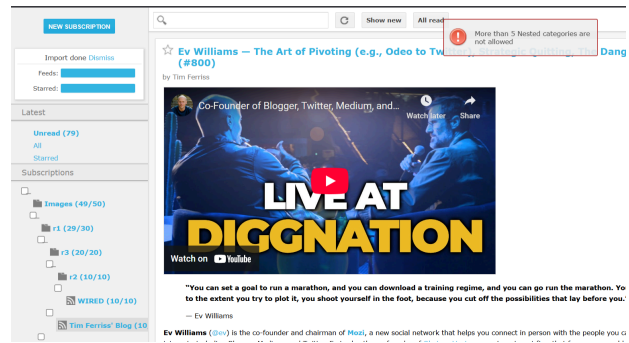 NEW SUBSCRIPTION
Show new
All read
More than 5 Nested categories are
not allowed
Import done Dismiss
Feeds:
Starred:
Latest
Unread (79)
All
Starred
Subscriptions
Images (49/50)
r1 (29/30)
r3 (20/20)
r2 (10/10)
WIRED (10/10)
Tim Ferriss' Blog (10
Ev Williams — The Art of Pivoting (e.g., Odeo to Twitter), Strategic Quitting, The Dang
(#800)
by Tim Ferriss
Co-Founder of Blogger, Twitter, Medium, and...
Watch later
Share
LIVE AT
DIGGNATION
Watch on YouTube
"You can set a goal to run a marathon, and you can download a training regime, and you can go run the marathon. Yo
to the extent you try to plot it, you shoot yourself in the foot, because you cut off the possibilities that lay before you.
— Ev Williams
Ev Williams (@ev) is the co-founder and chairman of Mozi, a new social network that helps you connect in person with the people you c